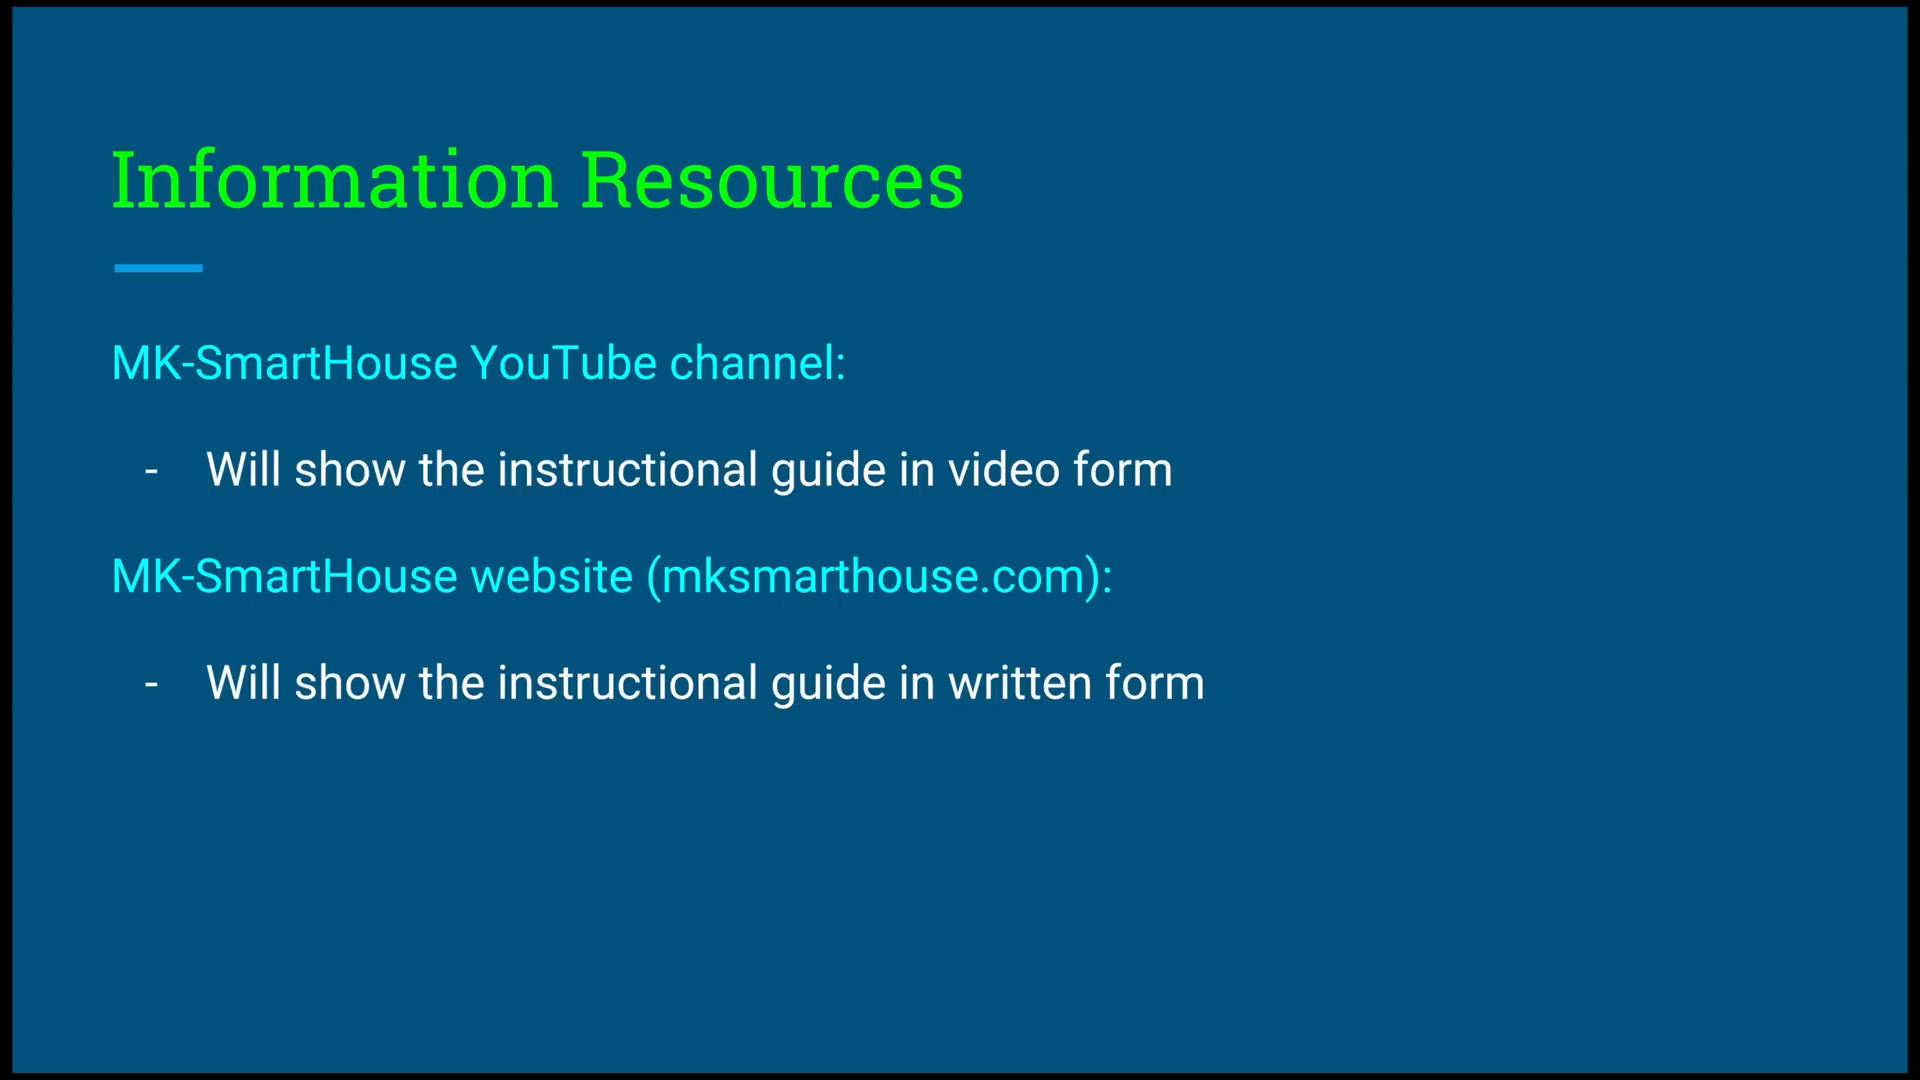 Information Resources
MK-SmartHouse YouTube channel:
- Will show the instructional guide in video form
MK-SmartHouse website (mksmarthouse.com):
- Will show the instructional guide in written form